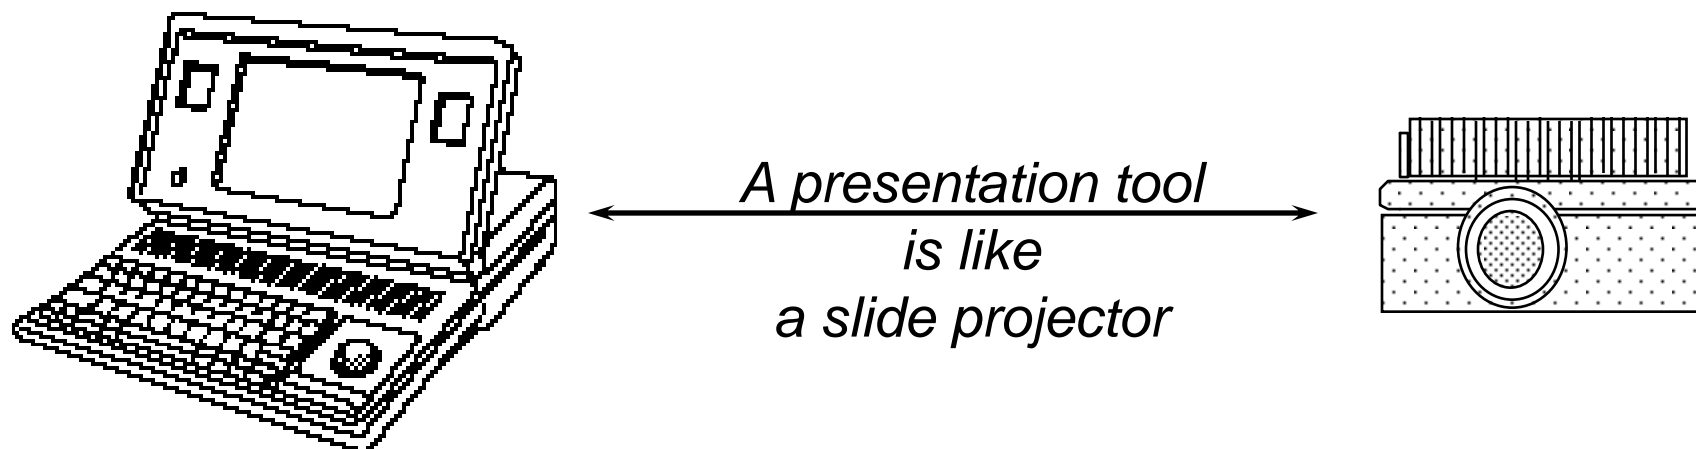 A presentation tool
is like
a slide projector